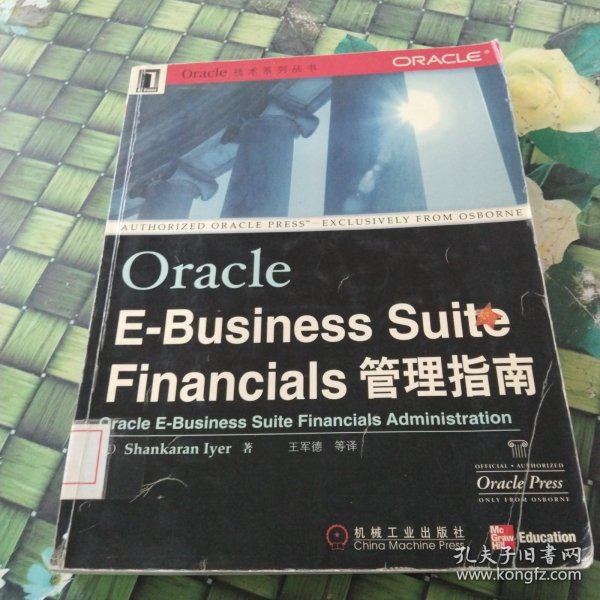 Oracle 技术系列丛书
ORACLE®
AUTHORIZED ORACLE PRESS™—EXCLUSIVELY FROM OSBORNE
Oracle
E-Business Suite
Financials 管理指南
Oracle E-Business Suite Financials Administration
) Shankaran Iyer 著 王军德 等译
OFFICIAL • AUTHORIZED
Oracle Press
ONLY FROM OSBORNE
机械工业出版社
China Machine Press
Mc
Graw
Hill
Education
孔夫子旧书网
www.kongfz.com